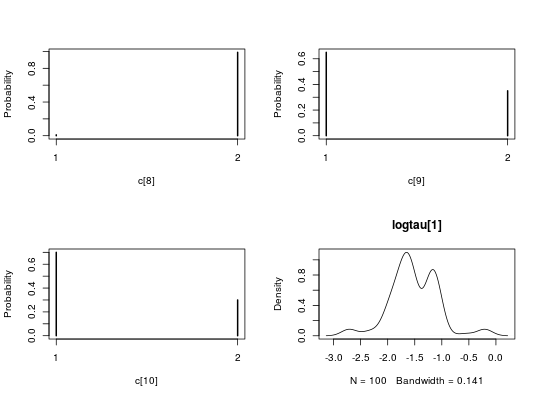 Probability
0.0 0.4 0.8
1 2
c[8]
Probability
0.0 0.2 0.4 0.6
1 2
c[9]
Probability
0.0 0.2 0.4 0.6
1 2
c[10]
logtau[1]
Density
0.0 0.4 0.8
-3.0 -2.5 -2.0 -1.5 -1.0 -0.5 0.0
N = 100 Bandwidth = 0.141